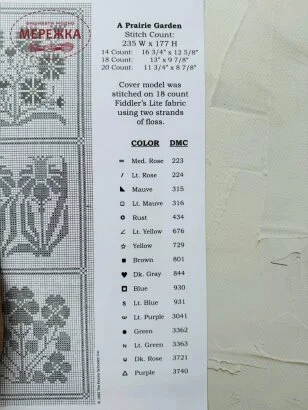 вишиваємо модно
МЕРЕЖКА
A Prairie Garden
Stitch Count:
235 W x 177 H
14 Count: 16 3/4" x 12 5/8"
18 Count: 13" x 9 7/8"
20 Count: 11 3/4" x 8 7/8"
Cover model was
stitched on 18 count
Fiddler's Lite fabric
using two strands
of floss.
COLOR DMC
Med. Rose 223
Lt. Rose 224
Mauve 315
Lt. Mauve 316
Rust 434
Lt. Yellow 676
Yellow 729
Brown 801
Dk. Gray 844
Blue 930
Lt. Blue 931
Lt. Purple 3041
Green 3362
Lt. Green 3363
Dk. Rose 3721
Purple 3740